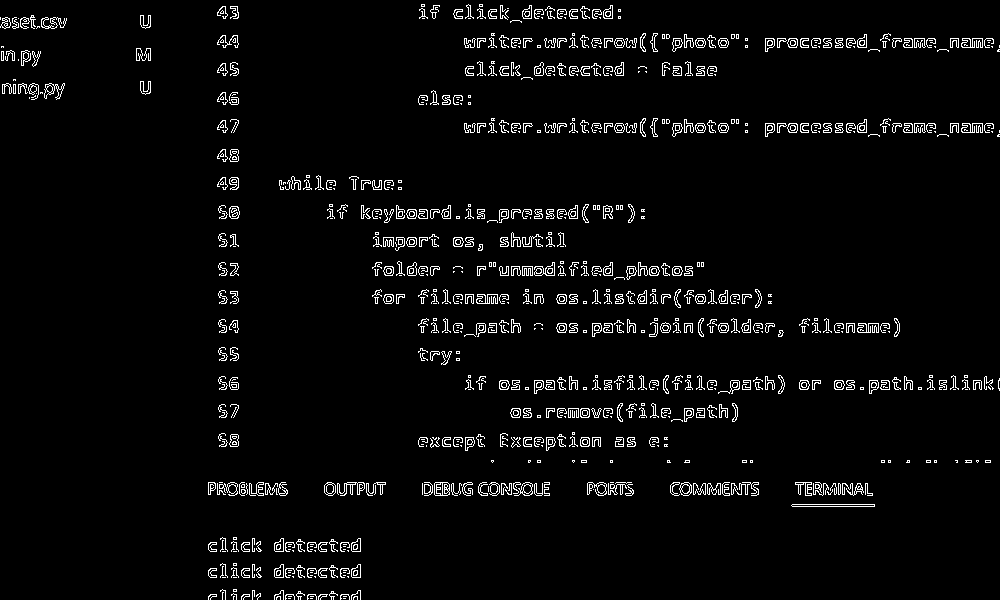 aset.csv U
in.py M
ning.py U
43 if click_detected:
44 writer.writerow({"photo": processed_frame_name,
45 click_detected = False
46 else:
47 writer.writerow({"photo": processed_frame_name,
48
49 while True:
50 if keyboard.is_pressed("R"):
51 import os, shutil
52 folder = r"unmodified_photos"
53 for filename in os.listdir(folder):
54 file_path = os.path.join(folder, filename)
55 try:
56 if os.path.isfile(file_path) or os.path.islink(
57 os.remove(file_path)
58 except Exception as e:
PROBLEMS OUTPUT DEBUG CONSOLE PORTS COMMENTS TERMINAL
click detected
click detected
click detected